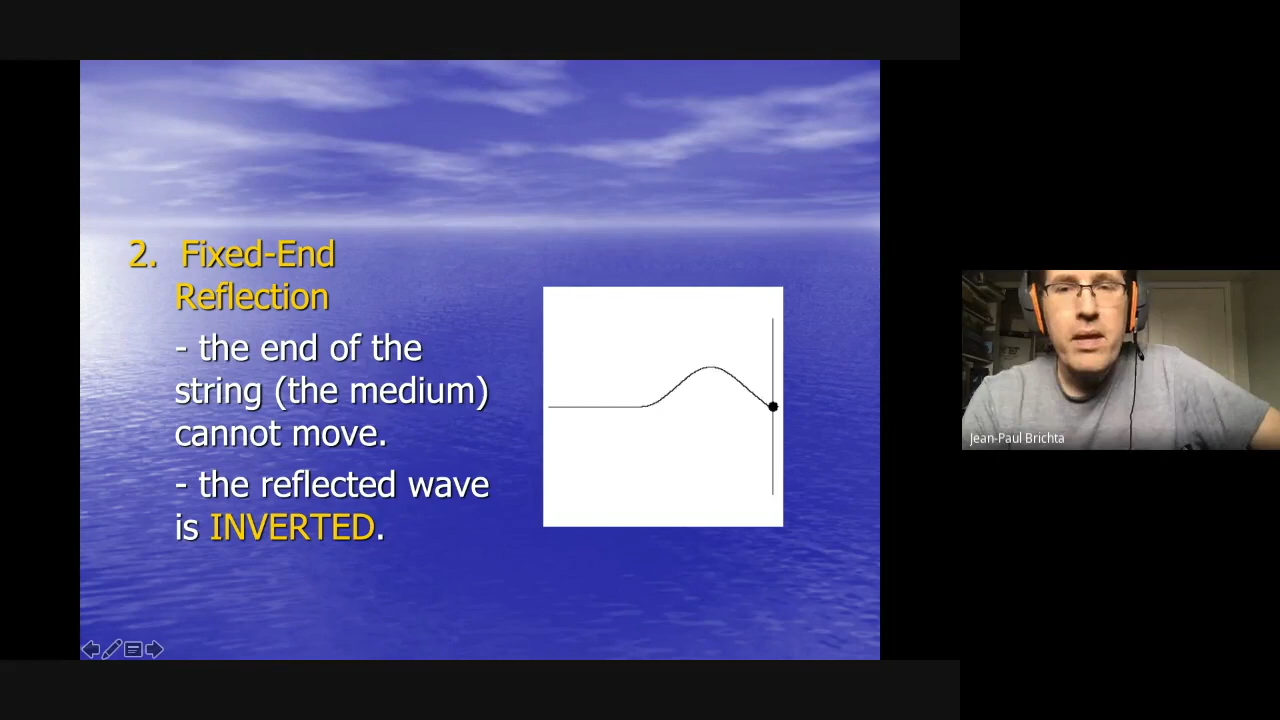 2. Fixed-End
Reflection
- the end of the
string (the medium)
cannot move.
- the reflected wave
is INVERTED.
Jean-Paul Brichta